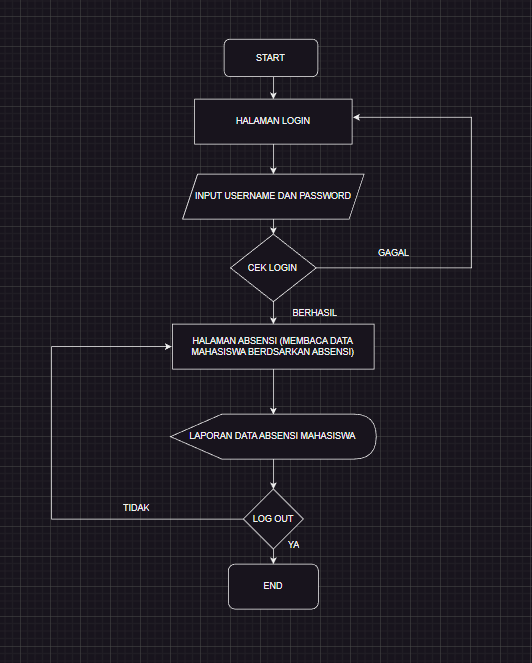 START
HALAMAN LOGIN
INPUT USERNAME DAN PASSWORD
CEK LOGIN
GAGAL
BERHASIL
HALAMAN ABSENSI (MEMBACA DATA
MAHASISWA BERDSARKAN ABSENSI)
LAPORAN DATA ABSENSI MAHASISWA
TIDAK
LOG OUT
YA
END